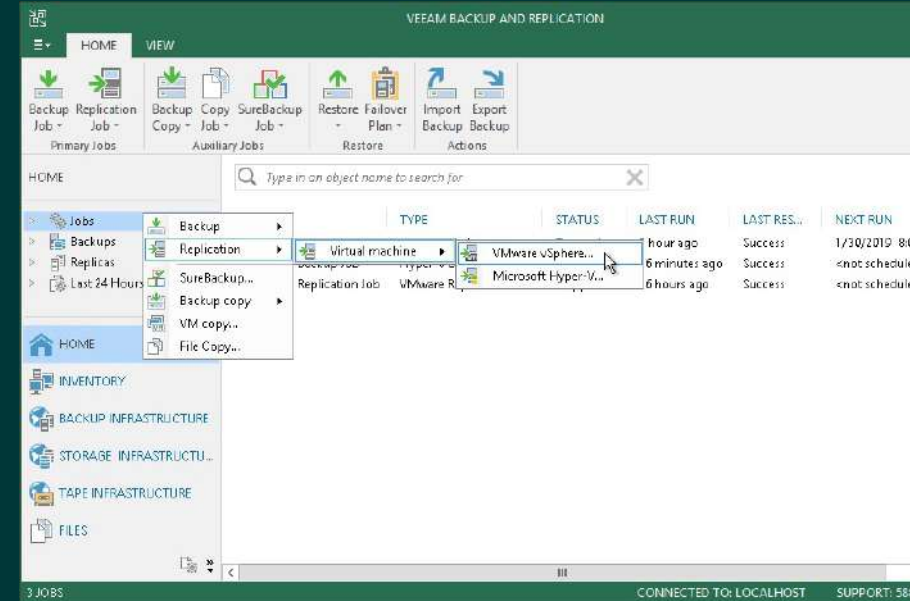 VEEAM BACKUP AND REPLICATION
HOME VIEW
Backup Job
Replication Job
Backup Copy
Copy Job
SureBackup Job
Restore
Failover Plan
Import Backup
Export Backup
Primary Jobs
Auxiliary Jobs
Restore
Actions
HOME
Type in an object name to search for
Jobs
Backups
Replicas
Last 24 Hours
TYPE STATUS LAST RUN LAST RES... NEXT RUN
hour ago Success 1/30/2019 8:0
6 minutes ago Success <not schedule
Replication Job VMware R 6 hours ago Success <not schedule
Backup
Replication
SureBackup...
Backup copy
VM copy...
File Copy...
Virtual machine
VMware vSphere...
Microsoft Hyper-V...
HOME
INVENTORY
BACKUP INFRASTRUCTURE
STORAGE INFRASTRUCTU...
TAPE INFRASTRUCTURE
FILES
3 JOBS CONNECTED TO: LOCALHOST SUPPORT: 58